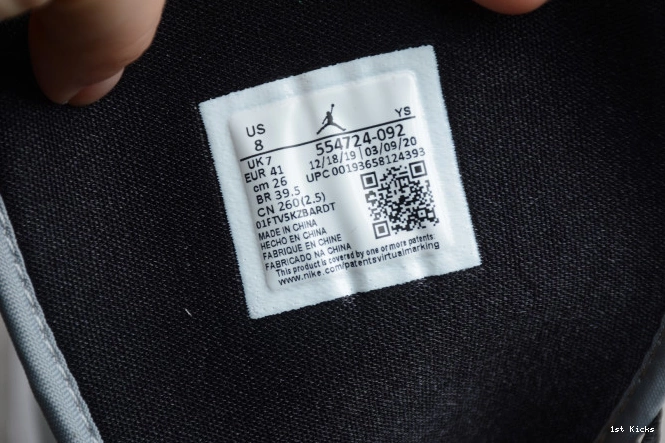 US
8
YS
554724-092
UK 7
12/18/19 03/09/20
EUR 41
UPC 00193658124393
cm 26
BR 39.5
CN 260(2.5)
01FTV5KZBARDT
MADE IN CHINA
HECHO EN CHINA
FABRIQUE EN CHINE
FABRICADO NA CHINA
This product is covered by one or more patents.
www.nike.com/patentsvirtualmarking
1st Kicks